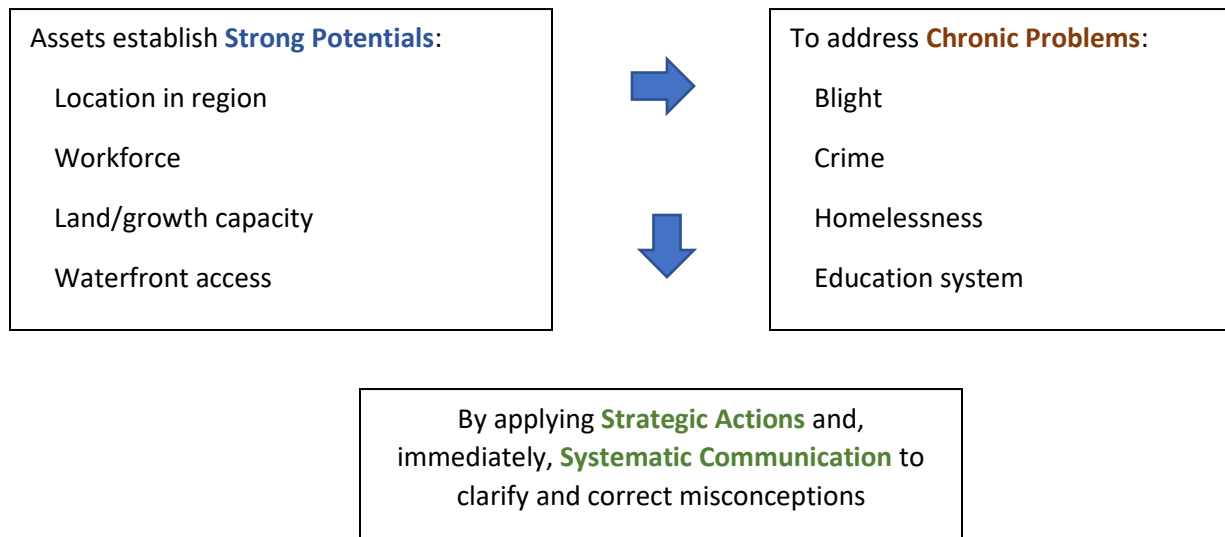 Assets establish Strong Potentials:
Location in region
Workforce
Land/growth capacity
Waterfront access
To address Chronic Problems:
Blight
Crime
Homelessness
Education system
By applying Strategic Actions and,
immediately, Systematic Communication to
clarify and correct misconceptions